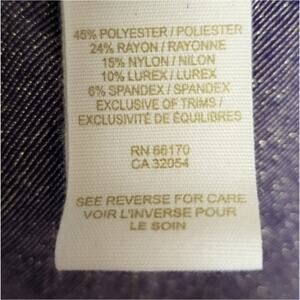 45% POLYESTER / POLIESTER
24% RAYON / RAYONNE
15% NYLON / NILON
10% LUREX / LUREX
6% SPANDEX / SPANDEX
EXCLUSIVE OF TRIMS /
EXCLUSIVITÉ DE ÉQUILIBRES
RN 66170
CA 32054
SEE REVERSE FOR CARE
VOIR L'INVERSE POUR
LE SOIN